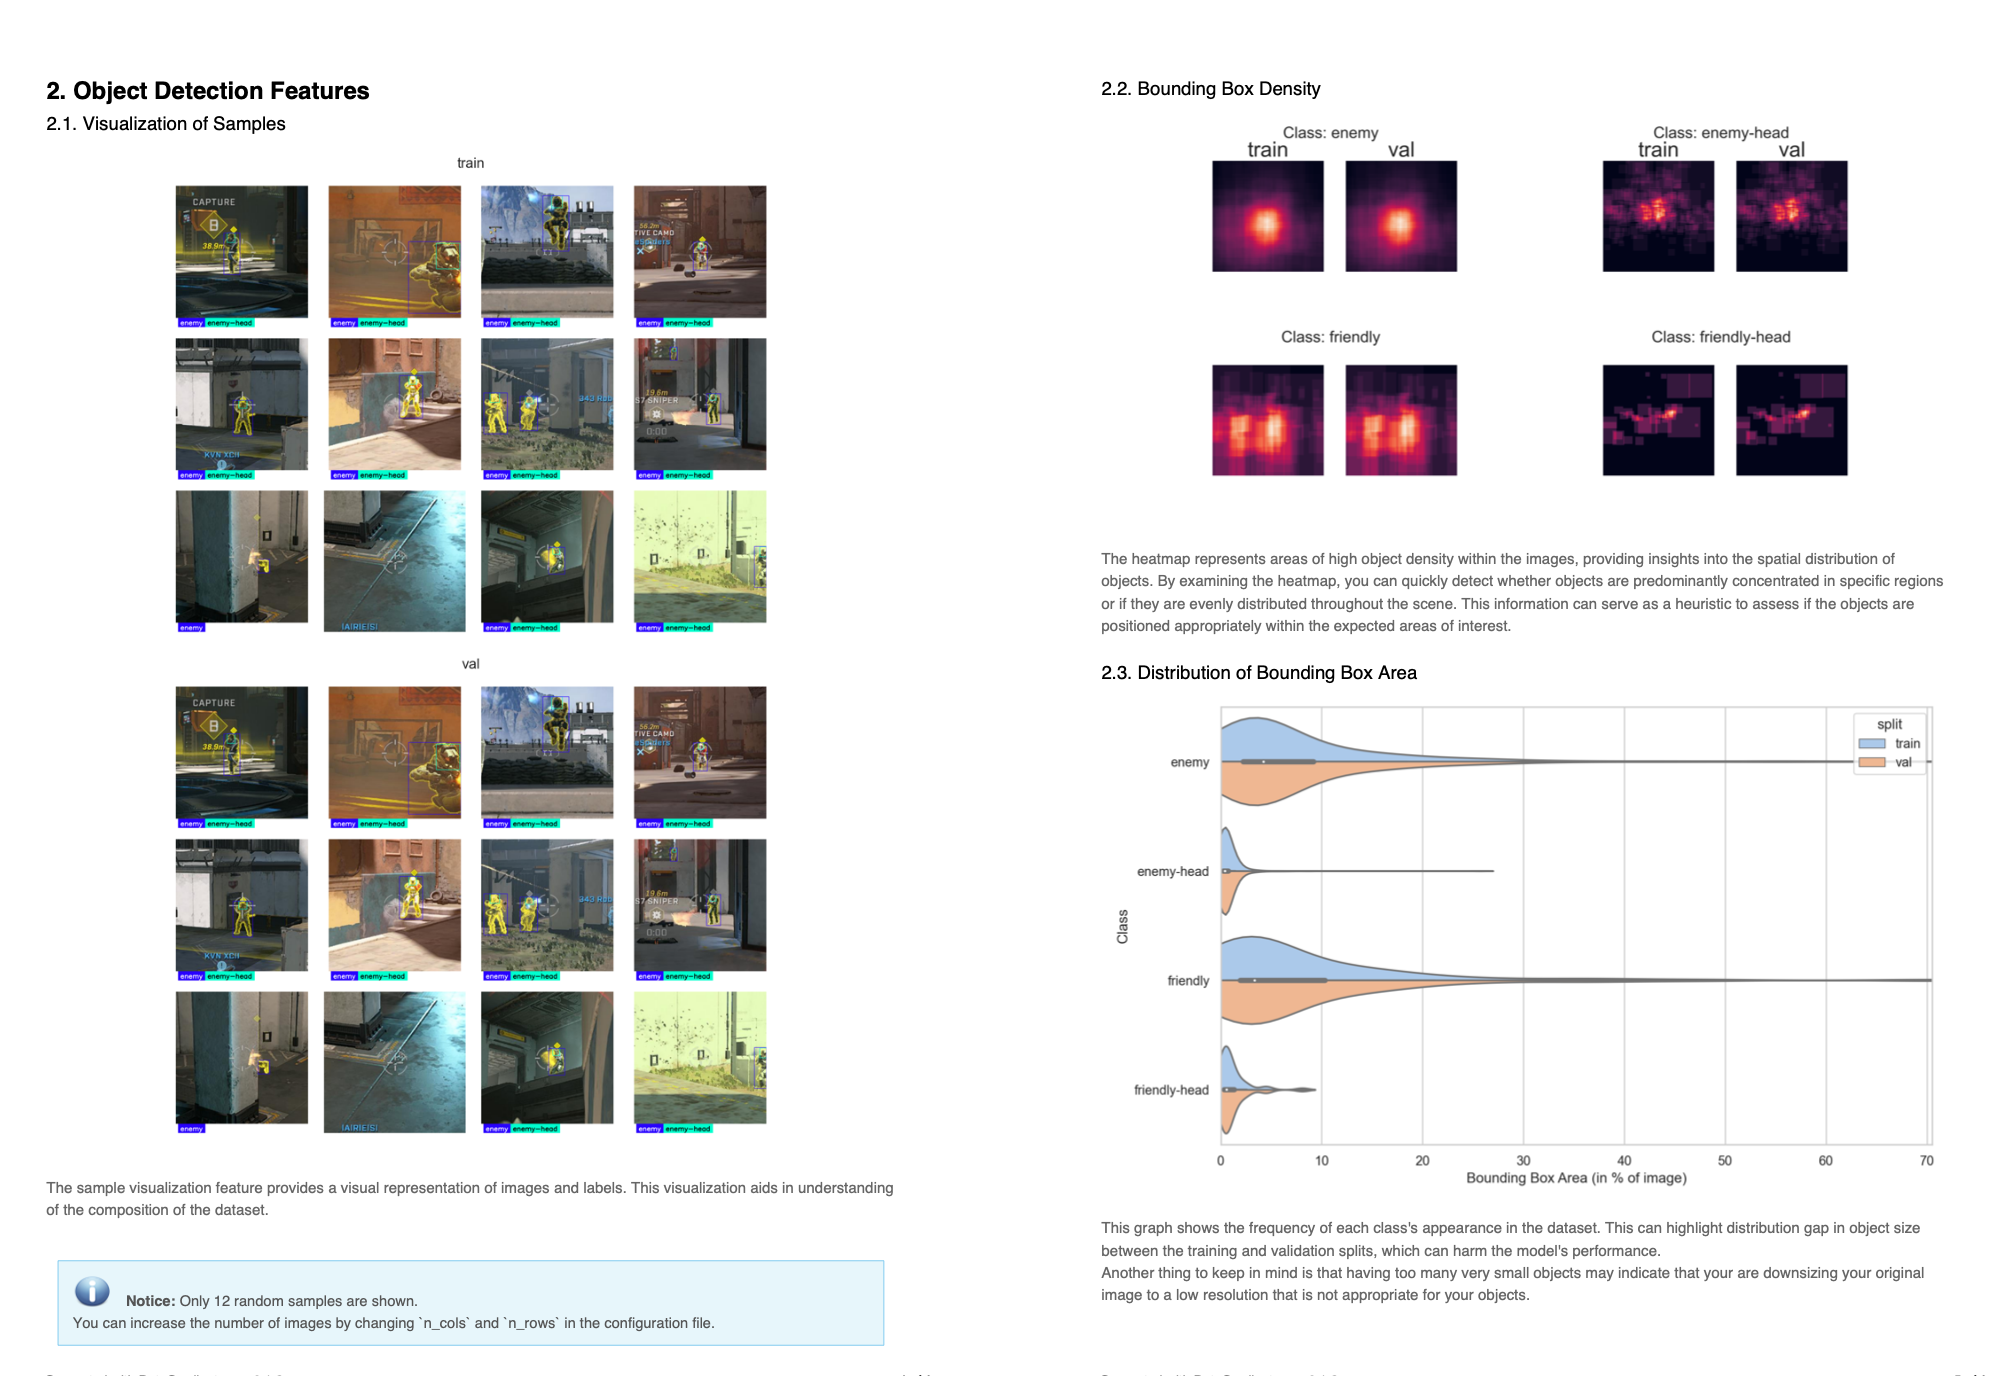 2. Object Detection Features
2.1. Visualization of Samples
train
CAPTURE
B
38.9m
enemy enemy-head
enemy enemy-head
enemy enemy-head
56.2m
TIVE CAMO
enemy enemy-head
KVN XCII
enemy enemy-head
enemy enemy-head
343
enemy enemy-head
19.6m
S7 SNIPER
0:00
enemy enemy-head
enemy
enemy enemy-head
enemy enemy-head
val
CAPTURE
B
38.9m
enemy enemy-head
enemy enemy-head
enemy enemy-head
56.2m
TIVE CAMO
enemy enemy-head
KVN XCII
enemy enemy-head
enemy enemy-head
343
enemy enemy-head
19.6m
S7 SNIPER
0:00
enemy enemy-head
enemy
enemy enemy-head
enemy enemy-head
The sample visualization feature provides a visual representation of images and labels. This visualization aids in understanding
of the composition of the dataset.
Notice: Only 12 random samples are shown.
You can increase the number of images by changing `n_cols` and `n_rows` in the configuration file.
2.2. Bounding Box Density
Class: enemy
train val
Class: enemy-head
train val
Class: friendly
Class: friendly-head
The heatmap represents areas of high object density within the images, providing insights into the spatial distribution of
objects. By examining the heatmap, you can quickly detect whether objects are predominantly concentrated in specific regions
or if they are evenly distributed throughout the scene. This information can serve as a heuristic to assess if the objects are
positioned appropriately within the expected areas of interest.
2.3. Distribution of Bounding Box Area
split
train
val
enemy
enemy-head
friendly
friendly-head
Class
0 10 20 30 40 50 60 70
Bounding Box Area (in % of image)
This graph shows the frequency of each class's appearance in the dataset. This can highlight distribution gap in object size
between the training and validation splits, which can harm the model's performance.
Another thing to keep in mind is that having too many very small objects may indicate that your are downsizing your original
image to a low resolution that is not appropriate for your objects.